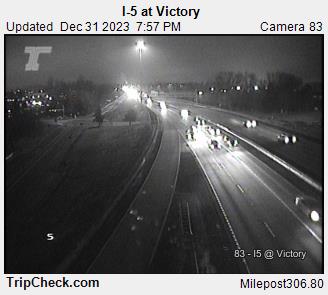 I-5 at Victory
Updated Dec 31 2023 7:57 PM Camera 83
T
S
83 - I5 @ Victory
TripCheck.com Milepost306.80